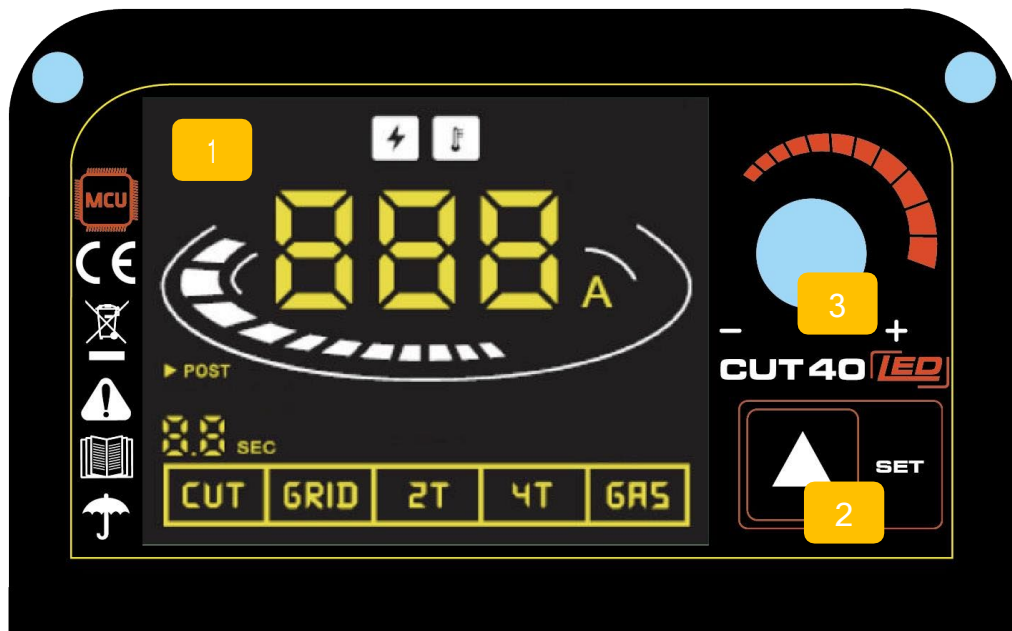 1
MCU
CE
888 A
3
- +
CUT40 LED
▶ POST
8.8 SEC
SET
2
CUT GRID 2T 4T GAS